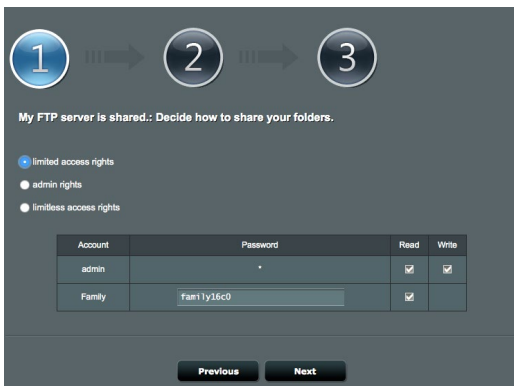 1 2 3
My FTP server is shared.: Decide how to share your folders.
limited access rights
admin rights
limitless access rights
Account Password Read Write
admin *
Family family16c0
Previous Next